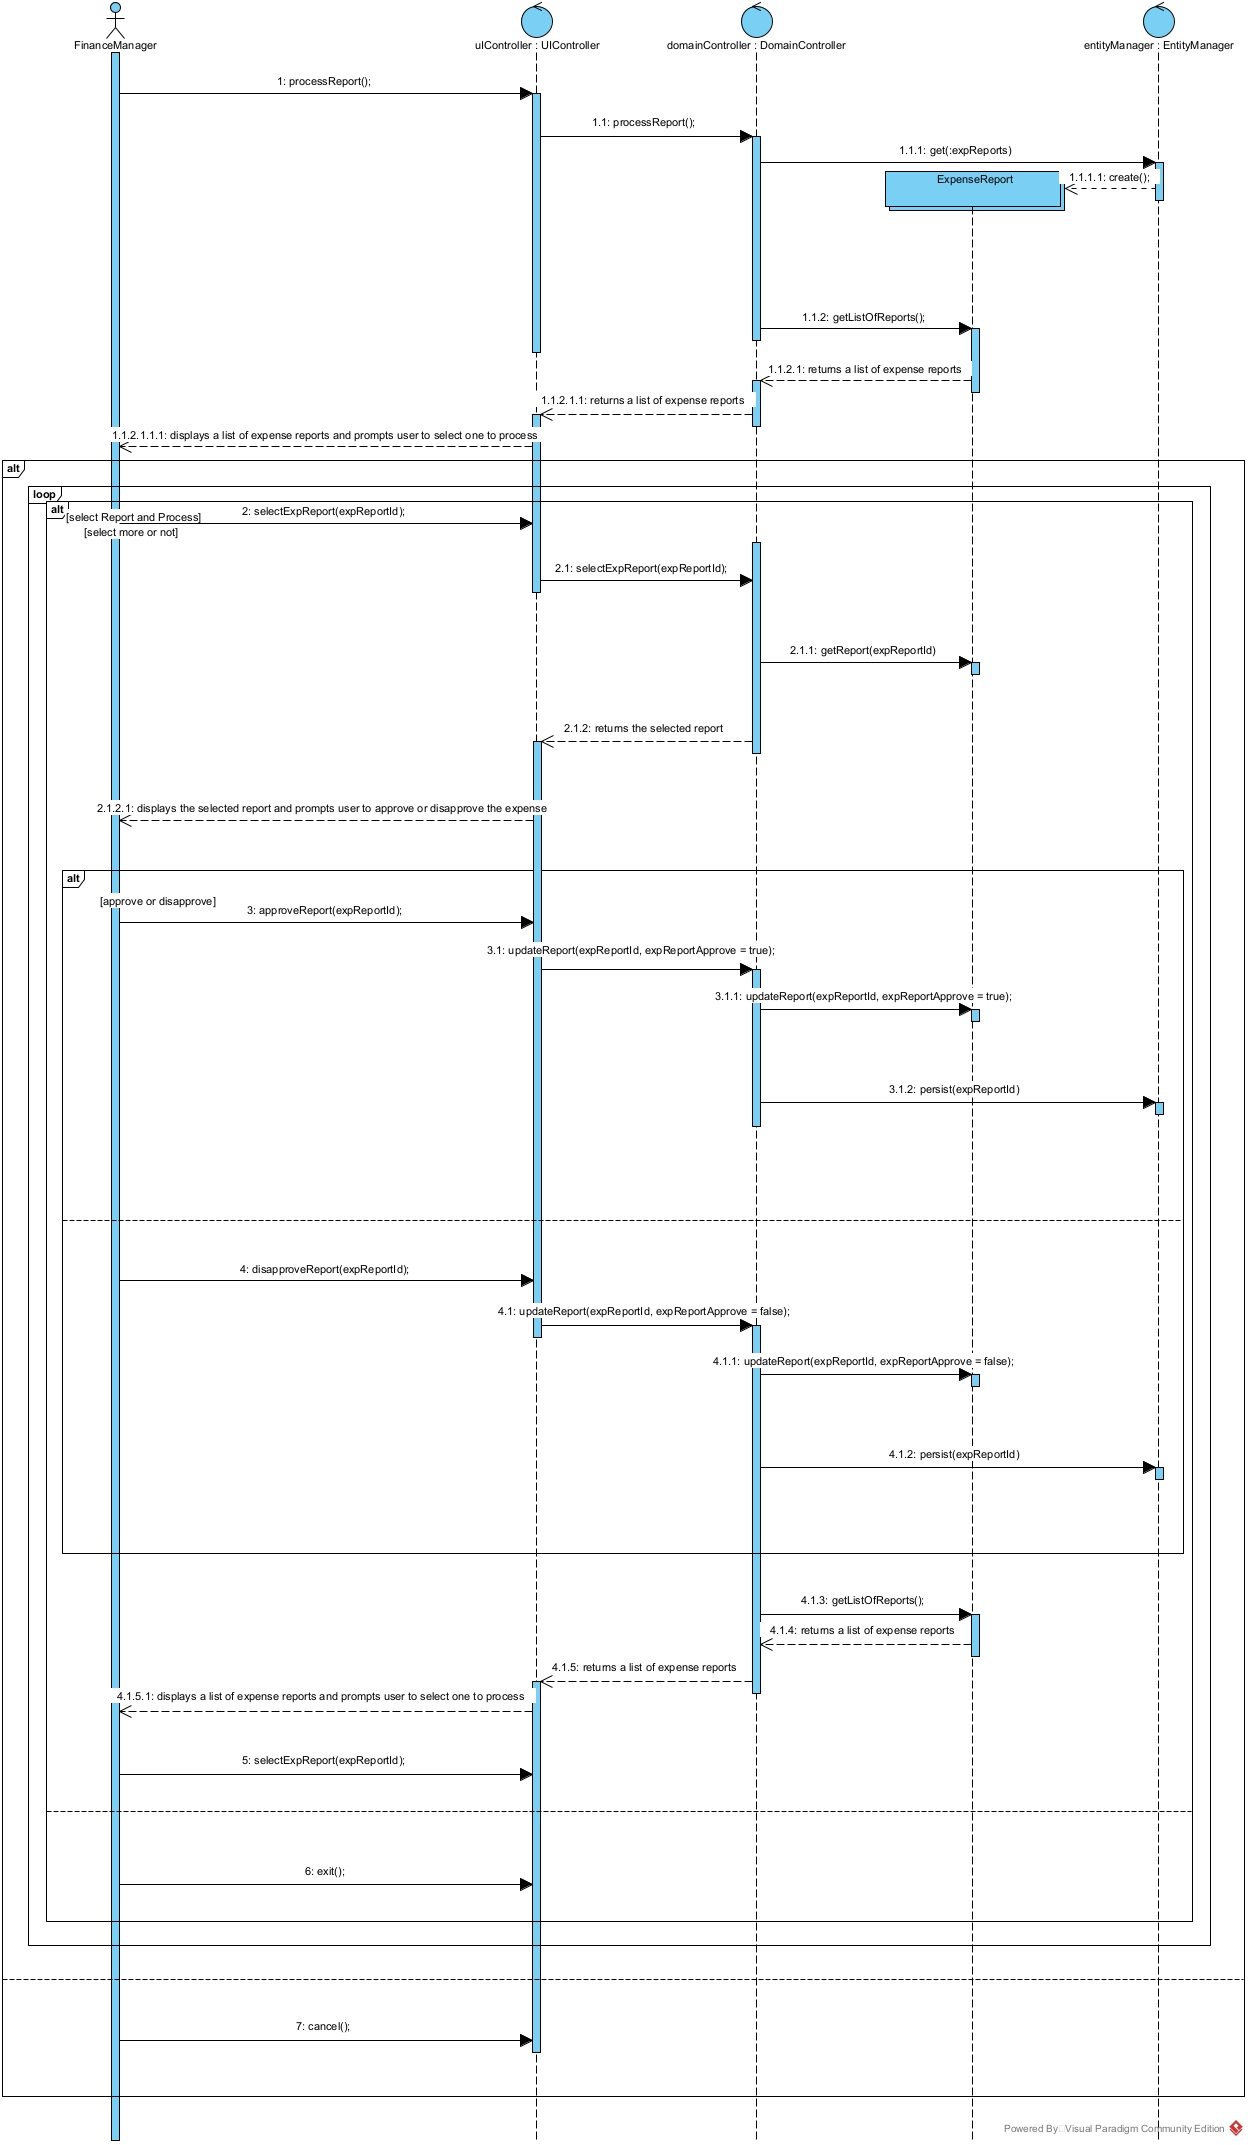 FinanceManager
uIController : UIController
domainController : DomainController
entityManager : EntityManager
1: processReport();
1.1: processReport();
1.1.1: get(:expReports)
1.1.1.1: create();
ExpenseReport
1.1.2: getListOfReports();
1.1.2.1: returns a list of expense reports
1.1.2.1.1: returns a list of expense reports
1.1.2.1.1.1: displays a list of expense reports and prompts user to select one to process
alt
loop
alt
[select Report and Process]
2: selectExpReport(expReportId);
[select more or not]
2.1: selectExpReport(expReportId);
2.1.1: getReport(expReportId)
2.1.2: returns the selected report
2.1.2.1: displays the selected report and prompts user to approve or disapprove the expense
alt
[approve or disapprove]
3: approveReport(expReportId);
3.1: updateReport(expReportId, expReportApprove = true);
3.1.1: updateReport(expReportId, expReportApprove = true);
3.1.2: persist(expReportId)
4: disapproveReport(expReportId);
4.1: updateReport(expReportId, expReportApprove = false);
4.1.1: updateReport(expReportId, expReportApprove = false);
4.1.2: persist(expReportId)
4.1.3: getListOfReports();
4.1.4: returns a list of expense reports
4.1.5: returns a list of expense reports
4.1.5.1: displays a list of expense reports and prompts user to select one to process
5: selectExpReport(expReportId);
6: exit();
7: cancel();
Powered By Visual Paradigm Community Edition